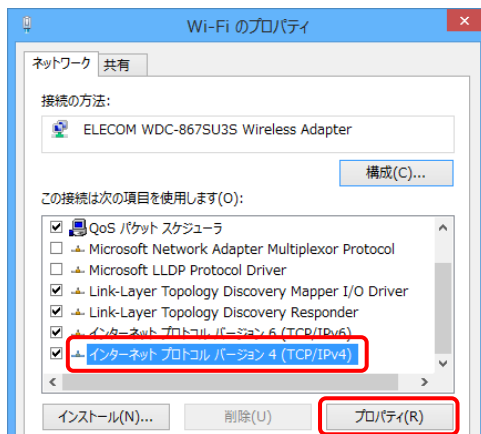 Wi-Fi のプロパティ
ネットワーク 共有
接続の方法:
ELECOM WDC-867SU3S Wireless Adapter
構成(C)...
この接続は次の項目を使用します(O):
QoS パケット スケジューラ
Microsoft Network Adapter Multiplexor Protocol
Microsoft LLDP Protocol Driver
Link-Layer Topology Discovery Mapper I/O Driver
Link-Layer Topology Discovery Responder
インターネット プロトコル バージョン 6 (TCP/IPv6)
インターネット プロトコル バージョン 4 (TCP/IPv4)
インストール(N)... 削除(U) プロパティ(R)